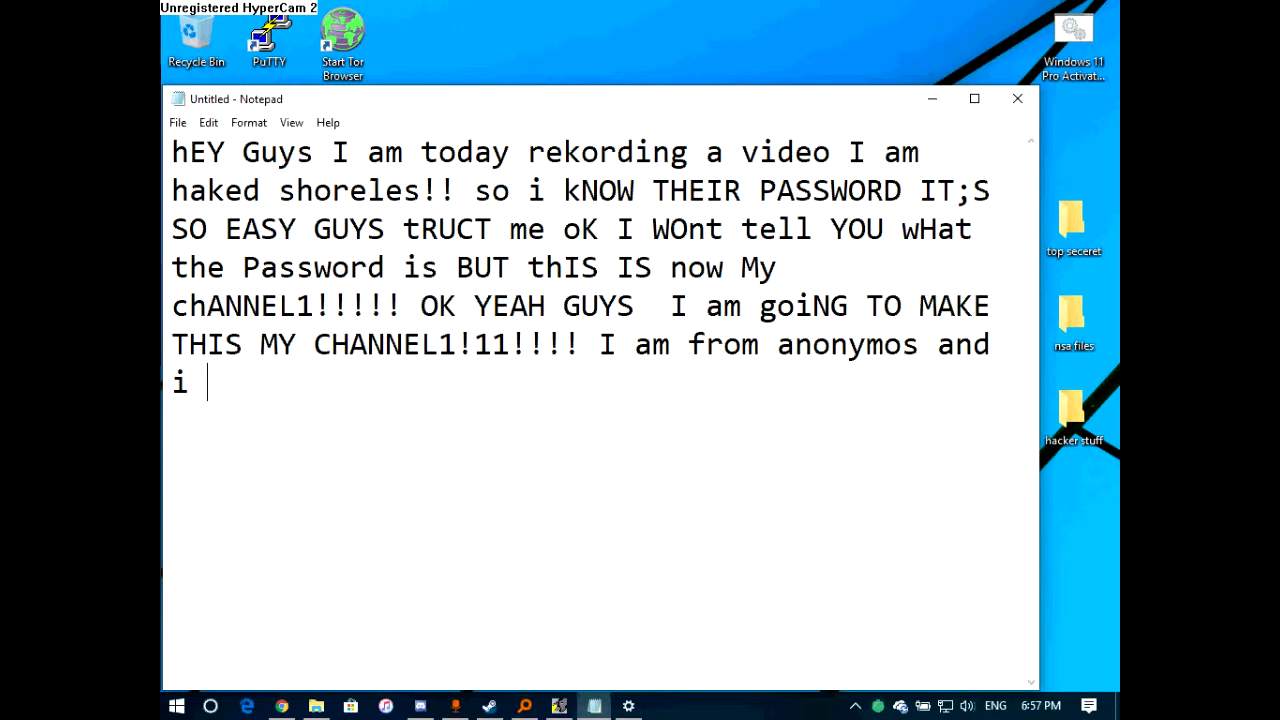 Unregistered HyperCam 2
Recycle Bin
PuTTY
Start Tor
Browser
Windows 11
Pro Activat...
Untitled - Notepad
File Edit Format View Help
hEY Guys I am today rekording a video I am
haked shoreles!! so i kNOW THEIR PASSWORD IT;S
SO EASY GUYS tRUCT me oK I WOnt tell YOU wHat
the Password is BUT thIS IS now My
chANNEL1!!!!! OK YEAH GUYS  I am goiNG TO MAKE
THIS MY CHANNEL1!11!!!! I am from anonymos and
i
top seceret
nsa files
hacker stuff
ENG
6:57 PM